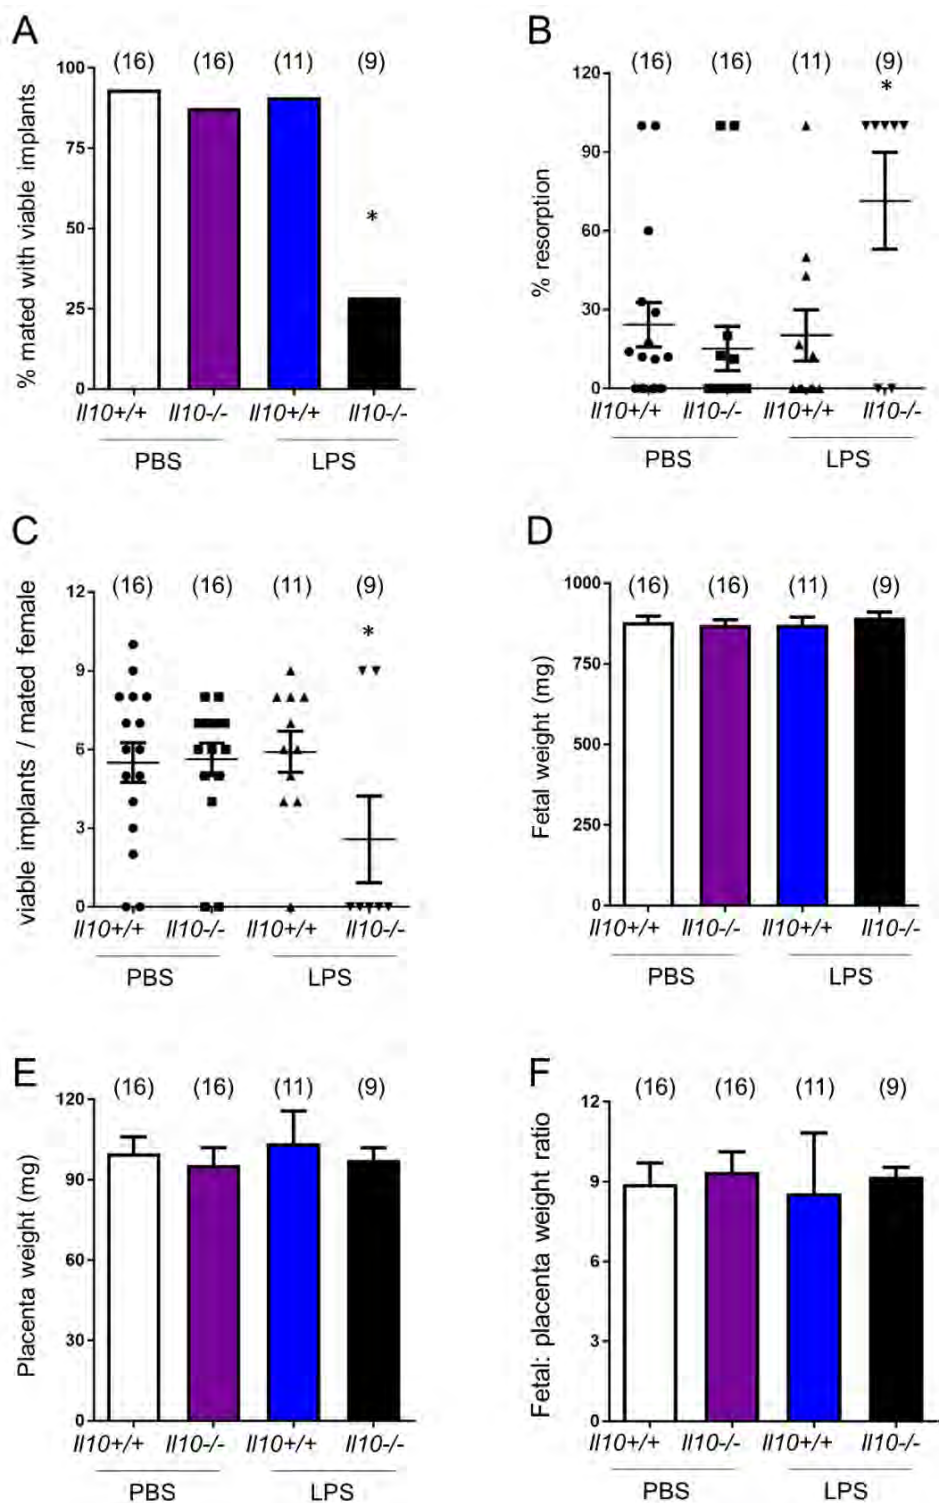 A
(16) (16) (11) (9)
% mated with viable implants
100
75
50
25
0
*
Il10+/+ Il10-/- Il10+/+ Il10-/-
PBS LPS
B
(16) (16) (11) (9)
% resorption
120
90
60
30
0
*
Il10+/+ Il10-/- Il10+/+ Il10-/-
PBS LPS
C
(16) (16) (11) (9)
viable implants / mated female
12
9
6
3
0
*
Il10+/+ Il10-/- Il10+/+ Il10-/-
PBS LPS
D
(16) (16) (11) (9)
Fetal weight (mg)
1000
750
500
250
0
Il10+/+ Il10-/- Il10+/+ Il10-/-
PBS LPS
E
(16) (16) (11) (9)
Placenta weight (mg)
120
90
60
30
0
Il10+/+ Il10-/- Il10+/+ Il10-/-
PBS LPS
F
(16) (16) (11) (9)
Fetal: placenta weight ratio
12
9
6
3
0
Il10+/+ Il10-/- Il10+/+ Il10-/-
PBS LPS